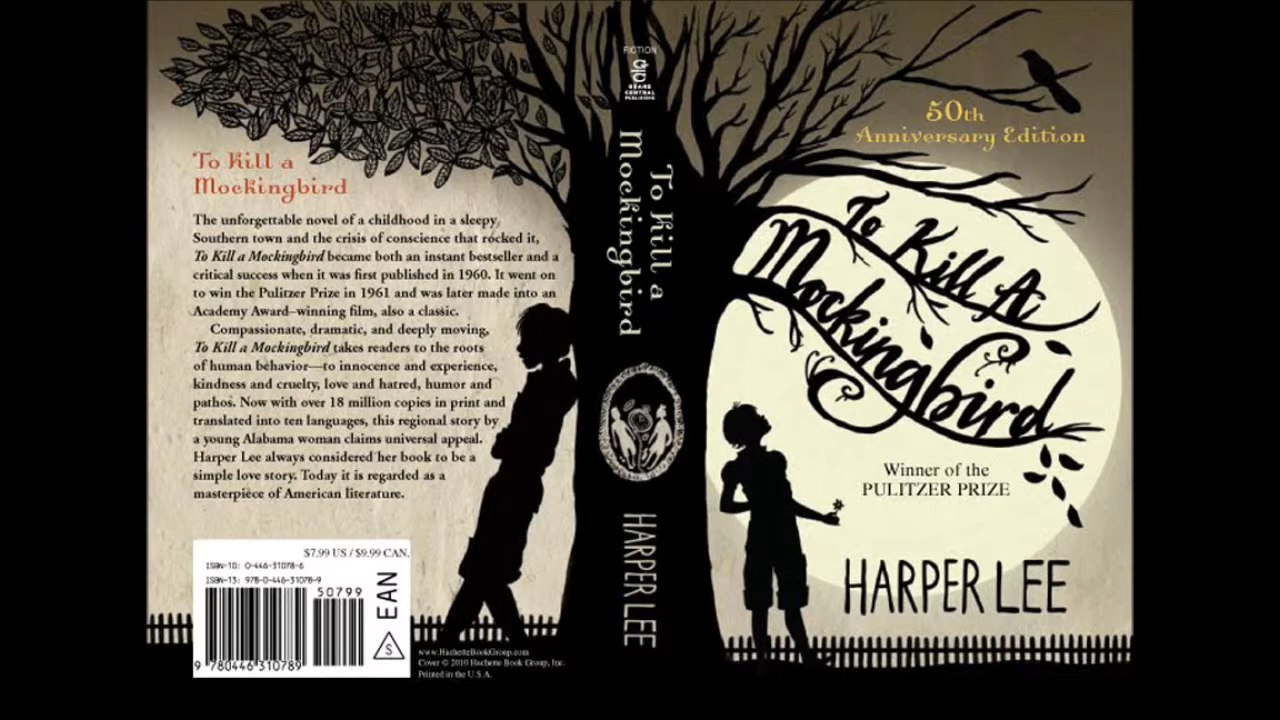 To Kill a
Mockingbird
The unforgettable novel of a childhood in a sleepy
Southern town and the crisis of conscience that rocked it,
To Kill a Mockingbird became both an instant bestseller and a
critical success when it was first published in 1960. It went on
to win the Pulitzer Prize in 1961 and was later made into an
Academy Award–winning film, also a classic.
Compassionate, dramatic, and deeply moving,
To Kill a Mockingbird takes readers to the roots
of human behavior—to innocence and experience,
kindness and cruelty, love and hatred, humor and
pathos. Now with over 18 million copies in print and
translated into ten languages, this regional story by
a young Alabama woman claims universal appeal.
Harper Lee always considered her book to be a
simple love story. Today it is regarded as a
masterpiece of American literature.
$7.99 US / $9.99 CAN.
ISBN-10: 0-446-31078-6
ISBN-13: 978-0-446-31078-9
50799
9 780446 310789
EAN
S
www.HachetteBookGroup.com
Cover © 2010 Hachette Book Group, Inc.
Printed in the U.S.A.
FICTION
GRAND
CENTRAL
PUBLISHING
To Kill a
Mockingbird
HARPER LEE
50th
Anniversary Edition
To Kill A
Mockingbird
Winner of the
PULITZER PRIZE
HARPER LEE